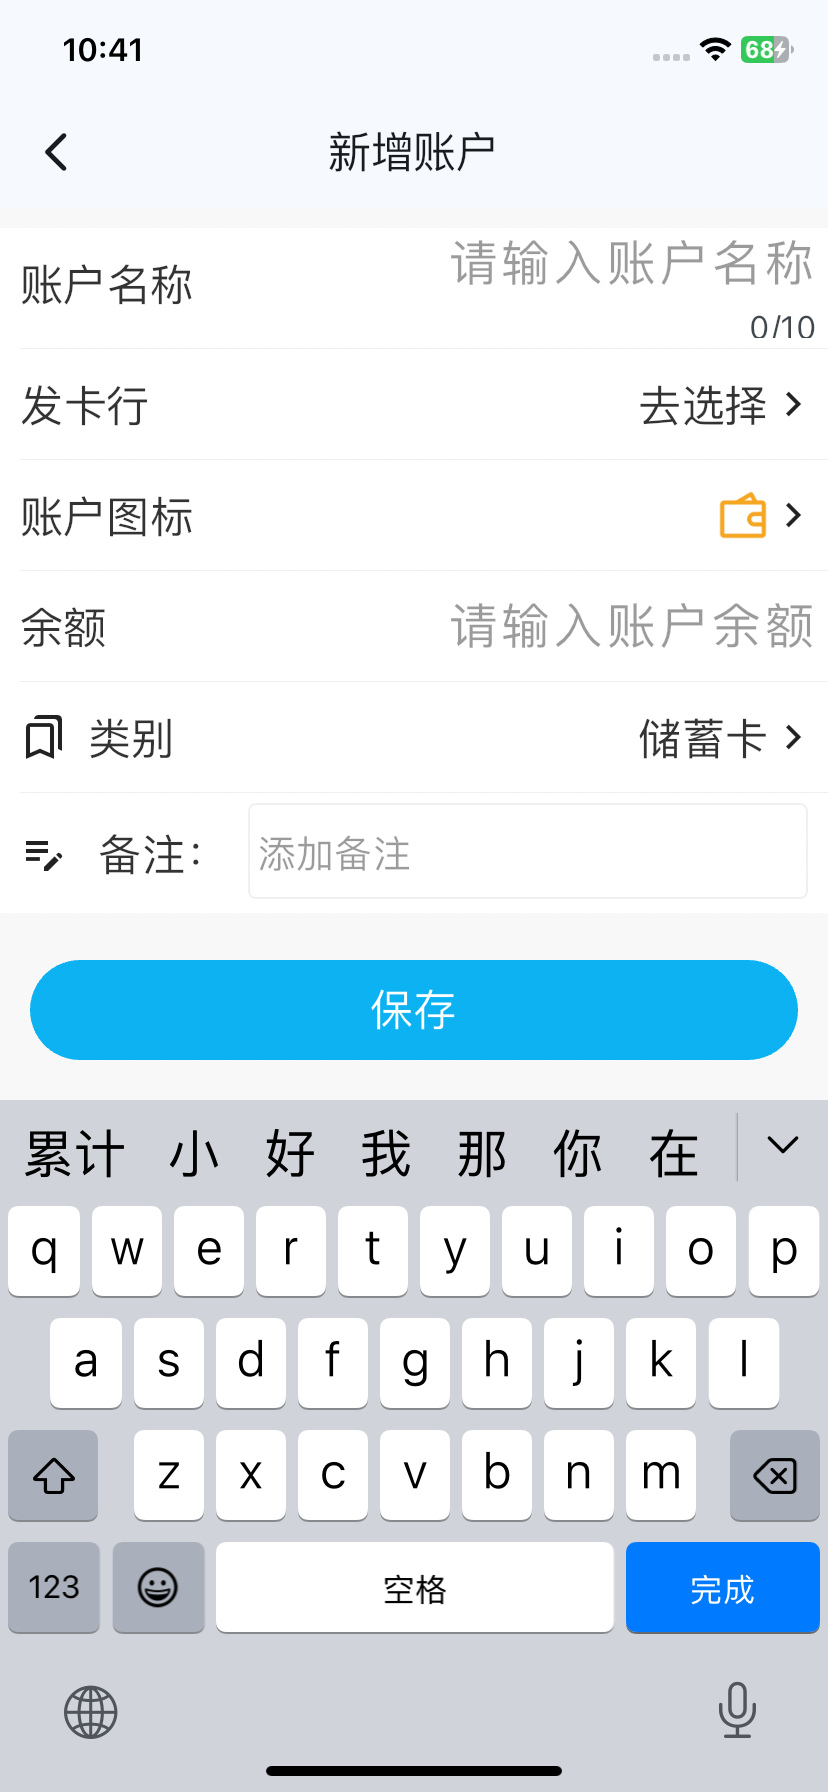 10:41
68
新增账户
账户名称
请输入账户名称
0/10
发卡行
去选择
账户图标
余额
请输入账户余额
类别
储蓄卡
备注:
添加备注
保存
累计 小 好 我 那 你 在
q w e r t y u i o p
a s d f g h j k l
z x c v b n m
123
空格
完成